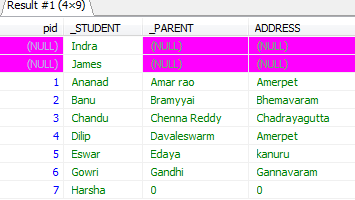 Result #1 (4×9)
pid _STUDENT _PARENT ADDRESS
(NULL) Indra (NULL) (NULL)
(NULL) James (NULL) (NULL)
1 Ananad Amar rao Amerpet
2 Banu Bramyyai Bhemavaram
3 Chandu Chenna Reddy Chadrayagutta
4 Dilip Davaleswarm Amerpet
5 Eswar Edaya kanuru
6 Gowri Gandhi Gannavaram
7 Harsha 0 0